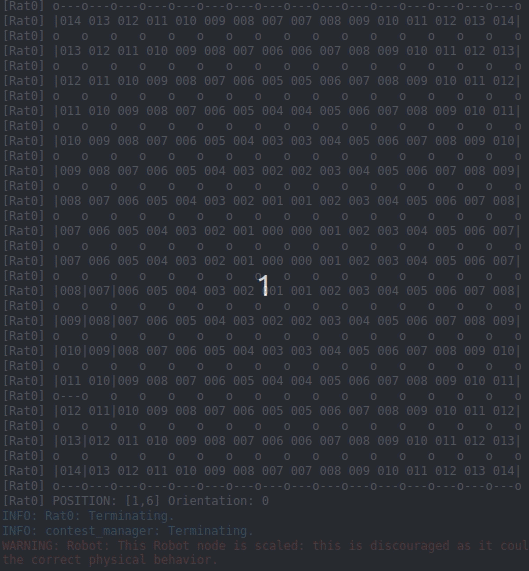 [Rat0] o---o---o---o---o---o---o---o---o---o---o---o---o---o---o---o---o
[Rat0] |014 013 012 011 010 009 008 007 007 008 009 010 011 012 013 014|
[Rat0] o   o   o   o   o   o   o   o   o   o   o   o   o   o   o   o   o
[Rat0] |013 012 011 010 009 008 007 006 006 007 008 009 010 011 012 013|
[Rat0] o   o   o   o   o   o   o   o   o   o   o   o   o   o   o   o   o
[Rat0] |012 011 010 009 008 007 006 005 005 006 007 008 009 010 011 012|
[Rat0] o   o   o   o   o   o   o   o   o   o   o   o   o   o   o   o   o
[Rat0] |011 010 009 008 007 006 005 004 004 005 006 007 008 009 010 011|
[Rat0] o   o   o   o   o   o   o   o   o   o   o   o   o   o   o   o   o
[Rat0] |010 009 008 007 006 005 004 003 003 004 005 006 007 008 009 010|
[Rat0] o   o   o   o   o   o   o   o   o   o   o   o   o   o   o   o   o
[Rat0] |009 008 007 006 005 004 003 002 002 003 004 005 006 007 008 009|
[Rat0] o   o   o   o   o   o   o   o   o   o   o   o   o   o   o   o   o
[Rat0] |008 007 006 005 004 003 002 001 001 002 003 004 005 006 007 008|
[Rat0] o   o   o   o   o   o   o   o   o   o   o   o   o   o   o   o   o
[Rat0] |007 006 005 004 003 002 001 000 000 001 002 003 004 005 006 007|
[Rat0] o   o   o   o   o   o   o   o   o   o   o   o   o   o   o   o   o
[Rat0] |007 006 005 004 003 002 001 000 000 001 002 003 004 005 006 007|
[Rat0] o   o   o   o   o   o   o   o   o   o   o   o   o   o   o   o   o
[Rat0] |008|007|006 005 004 003 002 001 001 002 003 004 005 006 007 008|
1
[Rat0] o   o   o   o   o   o   o   o   o   o   o   o   o   o   o   o   o
[Rat0] |009|008|007 006 005 004 003 002 002 003 004 005 006 007 008 009|
[Rat0] o   o   o   o   o   o   o   o   o   o   o   o   o   o   o   o   o
[Rat0] |010|009|008 007 006 005 004 003 003 004 005 006 007 008 009 010|
[Rat0] o   o   o   o   o   o   o   o   o   o   o   o   o   o   o   o   o
[Rat0] |011 010|009 008 007 006 005 004 004 005 006 007 008 009 010 011|
[Rat0] o---o   o   o   o   o   o   o   o   o   o   o   o   o   o   o   o
[Rat0] |012 011|010 009 008 007 006 005 005 006 007 008 009 010 011 012|
[Rat0] o   o   o   o   o   o   o   o   o   o   o   o   o   o   o   o   o
[Rat0] |013|012 011 010 009 008 007 006 006 007 008 009 010 011 012 013|
[Rat0] o   o   o   o   o   o   o   o   o   o   o   o   o   o   o   o   o
[Rat0] |014|013 012 011 010 009 008 007 007 008 009 010 011 012 013 014|
[Rat0] o---o---o---o---o---o---o---o---o---o---o---o---o---o---o---o---o
[Rat0] POSITION: [1,6] Orientation: 0
INFO: Rat0: Terminating.
INFO: contest_manager: Terminating.
WARNING: Robot: This Robot node is scaled: this is discouraged as it coul
the correct physical behavior.